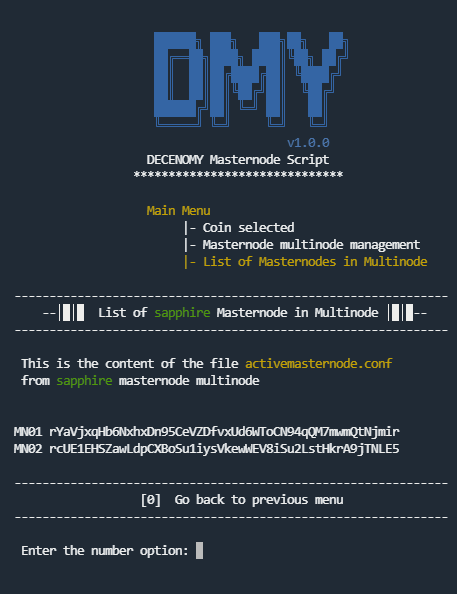 DMY
v1.0.0
DECENOMY Masternode Script
******************************
Main Menu
|- Coin selected
|- Masternode multinode management
|- List of Masternodes in Multinode
--------------------------------------------------------------
--|█|█ List of sapphire Masternode in Multinode |█|█--
--------------------------------------------------------------
This is the content of the file activemasternode.conf
from sapphire masternode multinode
MN01 rYaVjxqHb6NxhxDn95CeVZDfvxUd6WToCN94qQM7mwmQtNjmir
MN02 rcUE1EHSZawLdpCXBoSu1iysVkewWEV8iSu2LstHkrA9jTNLE5
--------------------------------------------------------------
[0] Go back to previous menu
--------------------------------------------------------------
Enter the number option: